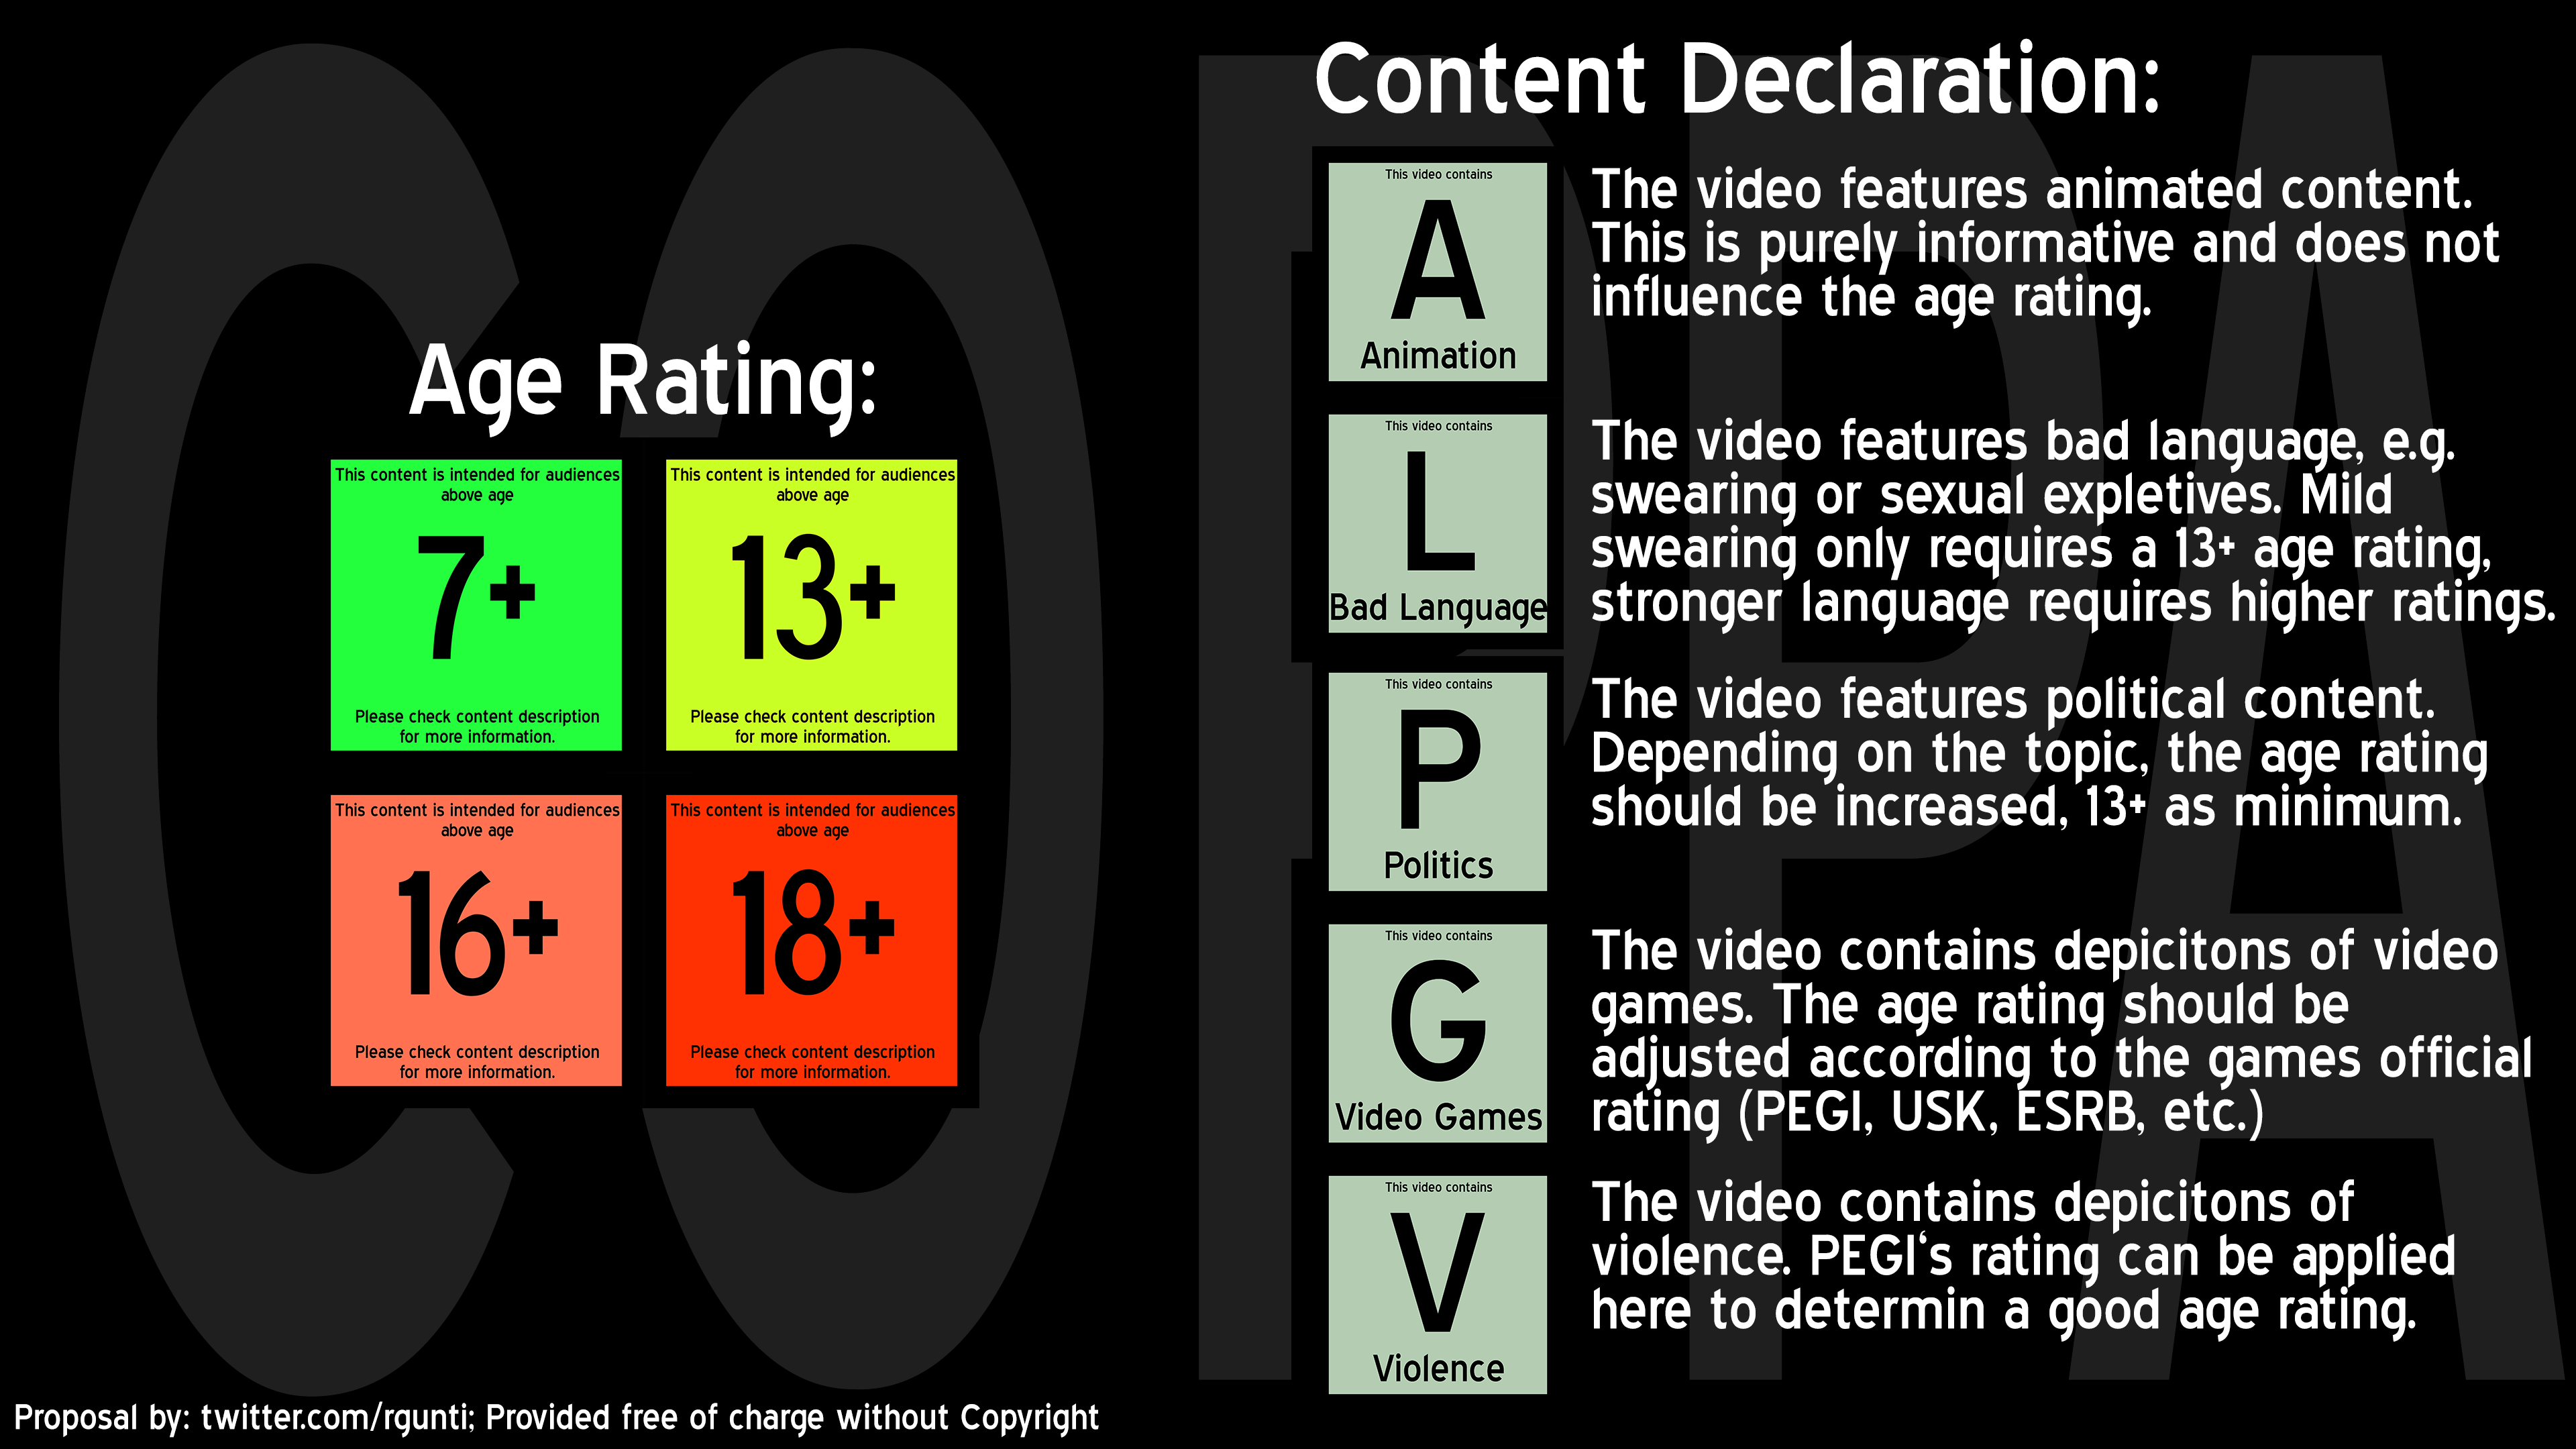 COPPA
Age Rating:
This content is intended for audiences
above age
7+
Please check content description
for more information.
This content is intended for audiences
above age
13+
Please check content description
for more information.
This content is intended for audiences
above age
16+
Please check content description
for more information.
This content is intended for audiences
above age
18+
Please check content description
for more information.
Content Declaration:
This video contains
A
Animation
The video features animated content.
This is purely informative and does not
influence the age rating.
This video contains
L
Bad Language
The video features bad language, e.g.
swearing or sexual expletives. Mild
swearing only requires a 13+ age rating,
stronger language requires higher ratings.
This video contains
P
Politics
The video features political content.
Depending on the topic, the age rating
should be increased, 13+ as minimum.
This video contains
G
Video Games
The video contains depicitons of video
games. The age rating should be
adjusted according to the games official
rating (PEGI, USK, ESRB, etc.)
This video contains
V
Violence
The video contains depicitons of
violence. PEGI‘s rating can be applied
here to determin a good age rating.
Proposal by: twitter.com/rgunti; Provided free of charge without Copyright